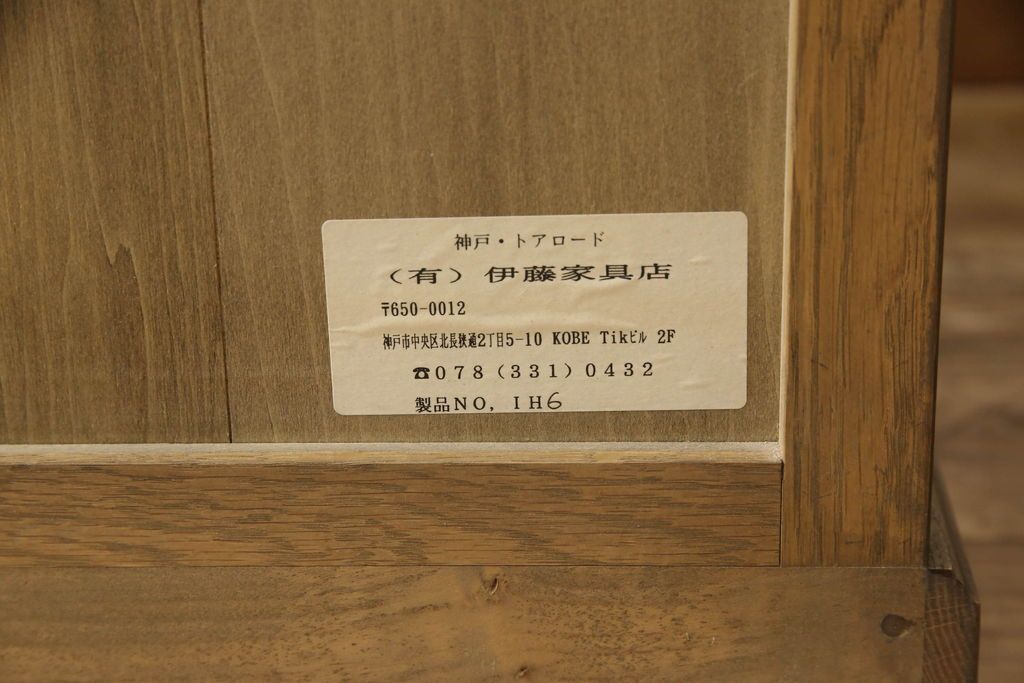 神戸・トアロード
（有）伊藤家具店
〒650-0012
神戸市中央区北長狭通2丁目5-10 KOBE Tikビル 2F
☎078（331）0432
製品NO，IH6